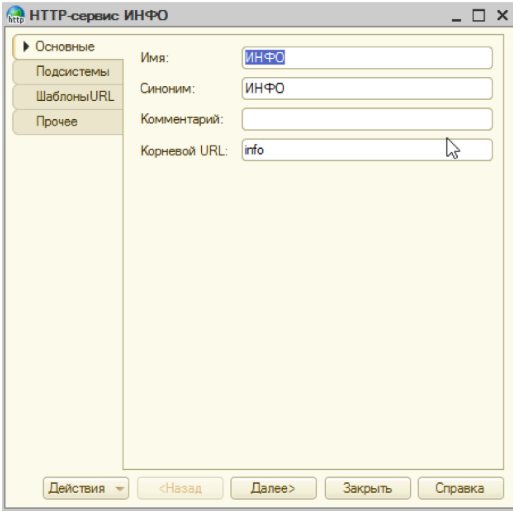 http HTTP-сервис ИНФО
Основные
Подсистемы
ШаблоныURL
Прочее
Имя: ИНФО
Синоним: ИНФО
Комментарий:
Корневой URL: info
Действия <Назад Далее> Закрыть Справка